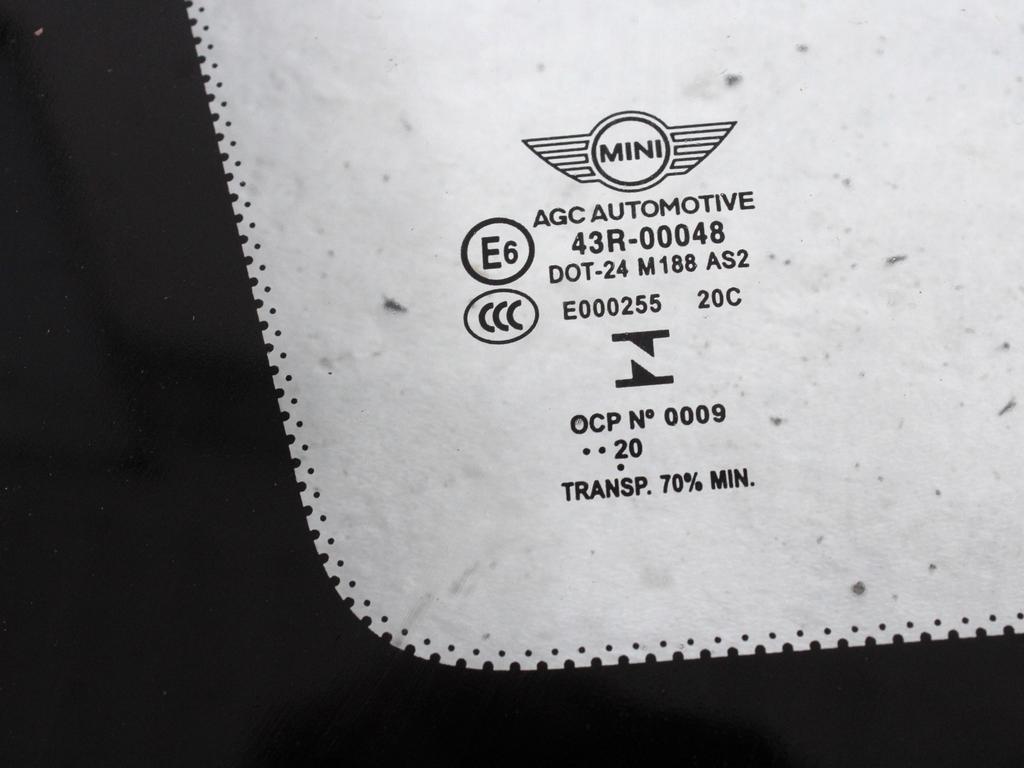 MINI
AGC AUTOMOTIVE
E6 43R-00048
DOT-24 M188 AS2
CCC E000255 20C
OCP Nº 0009
..20
.
TRANSP. 70% MIN.